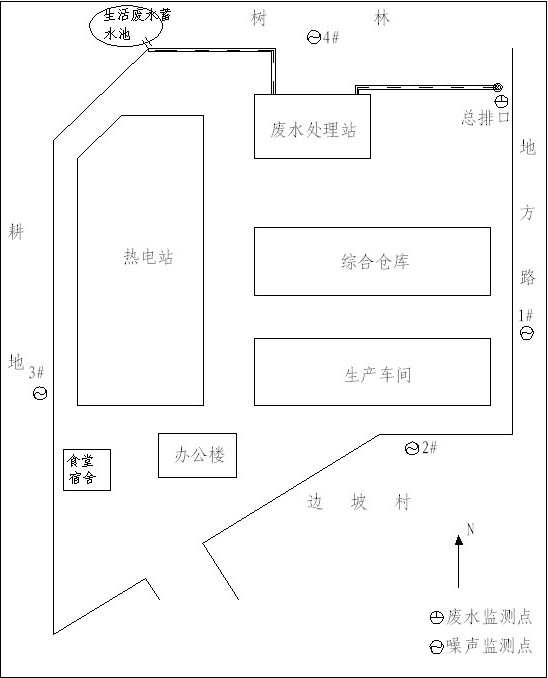 生活废水蓄
水池
树 林
4#
废水处理站
总排口
地方路
耕地
热电站
综合仓库
1#
3#
生产车间
办公楼
2#
食堂
宿舍
边坡村
N
废水监测点
噪声监测点